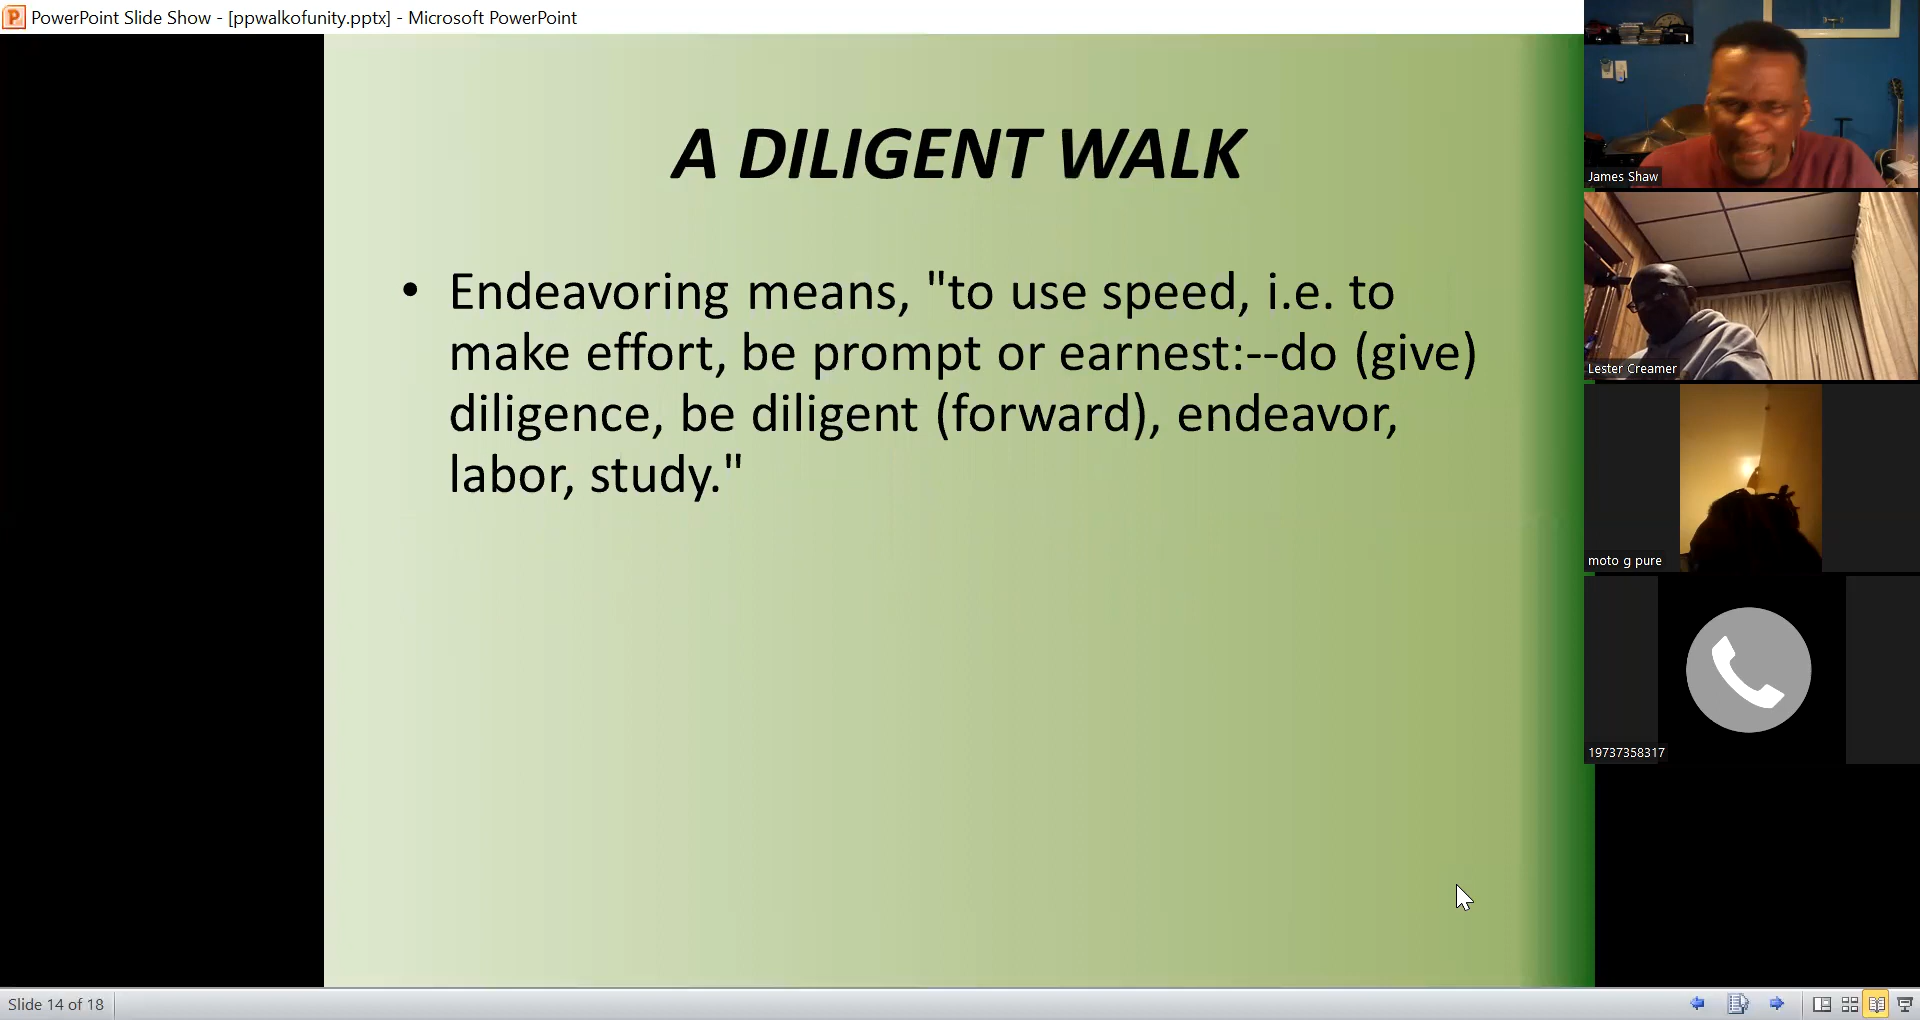 PowerPoint Slide Show - [ppwalkofunity.pptx] - Microsoft PowerPoint
A DILIGENT WALK
• Endeavoring means, "to use speed, i.e. to
make effort, be prompt or earnest:--do (give)
diligence, be diligent (forward), endeavor,
labor, study."
James Shaw
Lester Creamer
moto g pure
19737358317
Slide 14 of 18